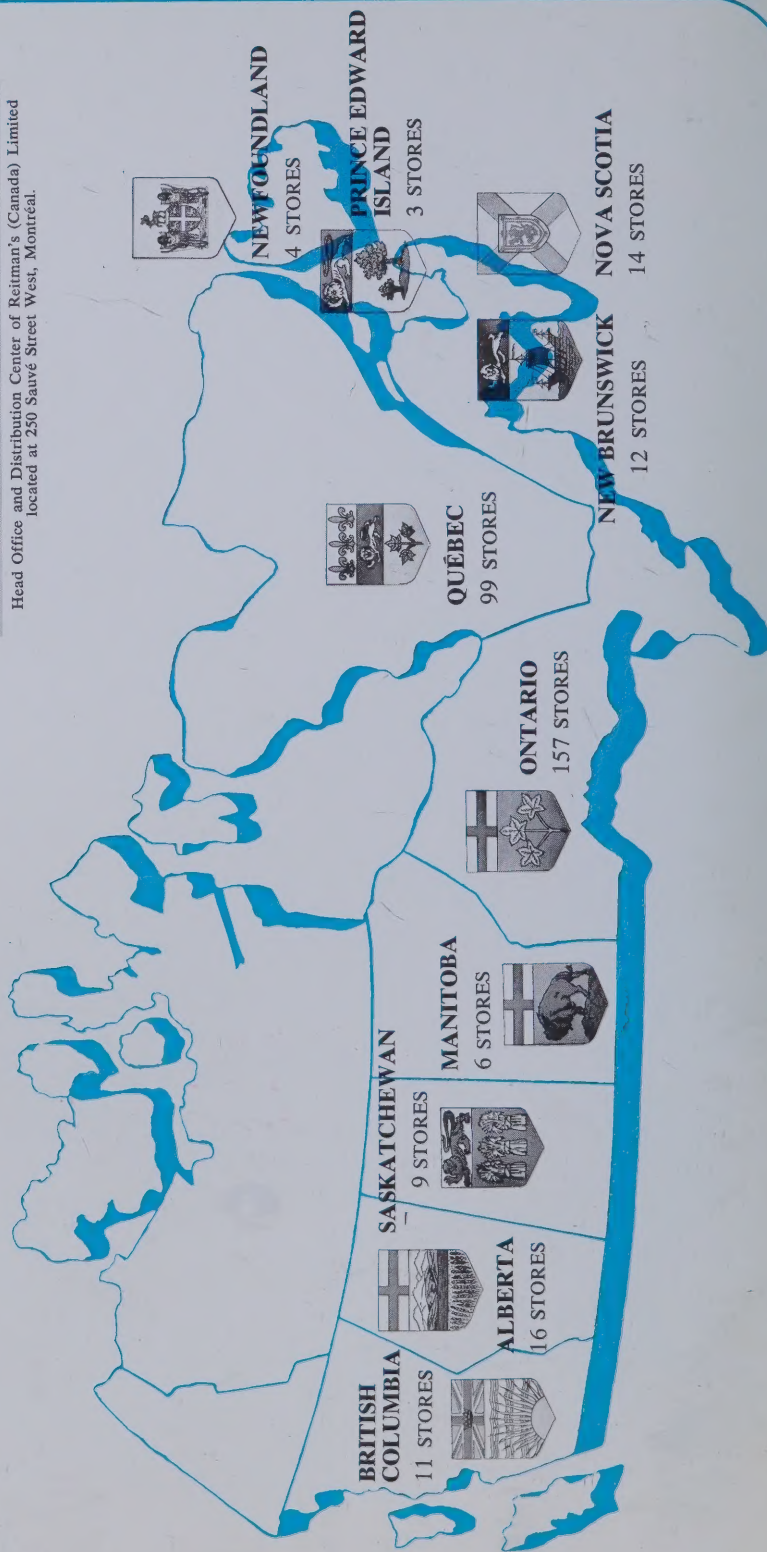 Head Office and Distribution Center of Reitman's (Canada) Limited
located at 250 Sauvé Street West, Montréal.
BRITISH
COLUMBIA
11 STORES
ALBERTA
16 STORES
SASKATCHEWAN
9 STORES
MANITOBA
6 STORES
ONTARIO
157 STORES
QUÉBEC
99 STORES
NEW BRUNSWICK
12 STORES
NOVA SCOTIA
14 STORES
PRINCE EDWARD
ISLAND
3 STORES
NEWFOUNDLAND
4 STORES